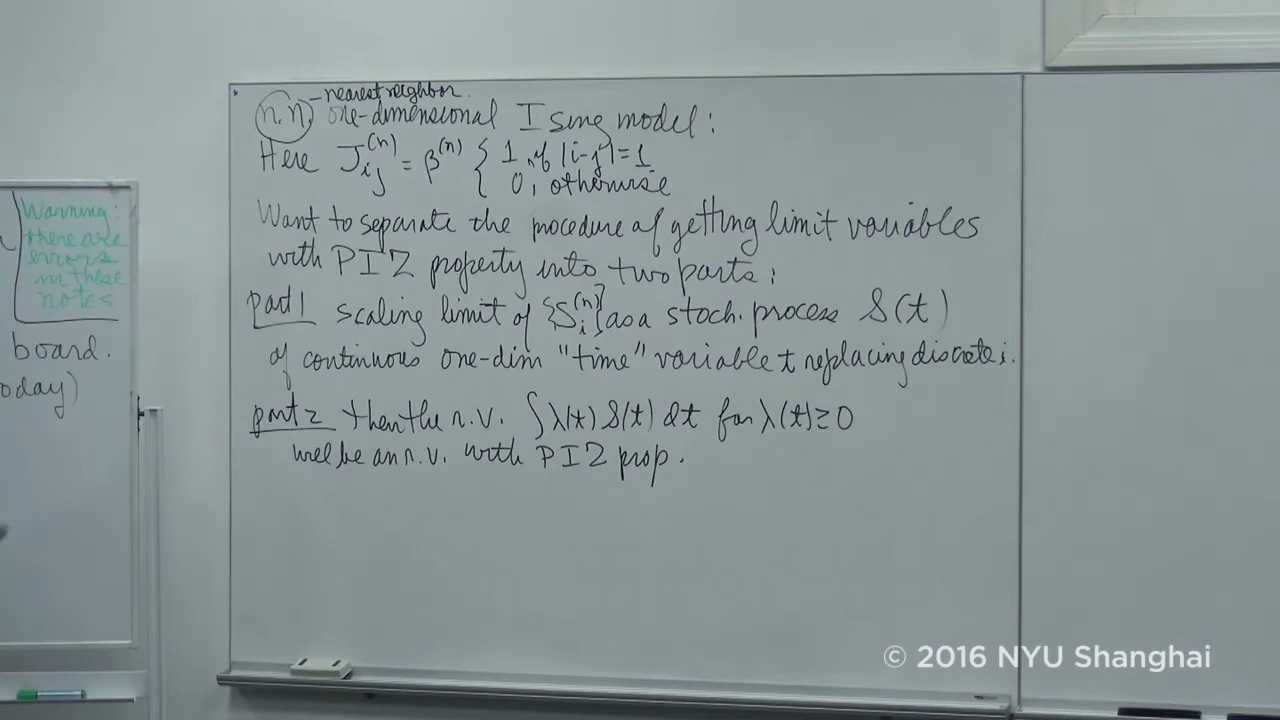 Warning:
there are
errors
in these
notes
board.
oday)
n.n. - nearest neighbor.
one-dimensional Ising model:
Here J_{ij}^{(n)} = β^{(n)} { 1 if |i-j|=1
0, otherwise
Want to separate the procedure of getting limit variables
with PIZ property into two parts:
part 1 scaling limit of {S_i^{(n)}} as a stoch. process S(t)
of continuous one-dim "time" variable t replacing discrete i.
part 2 then the r.v. ∫λ(t) S(t) dt for λ(t)≥0
will be an r.v. with PIZ prop.
© 2016 NYU Shanghai